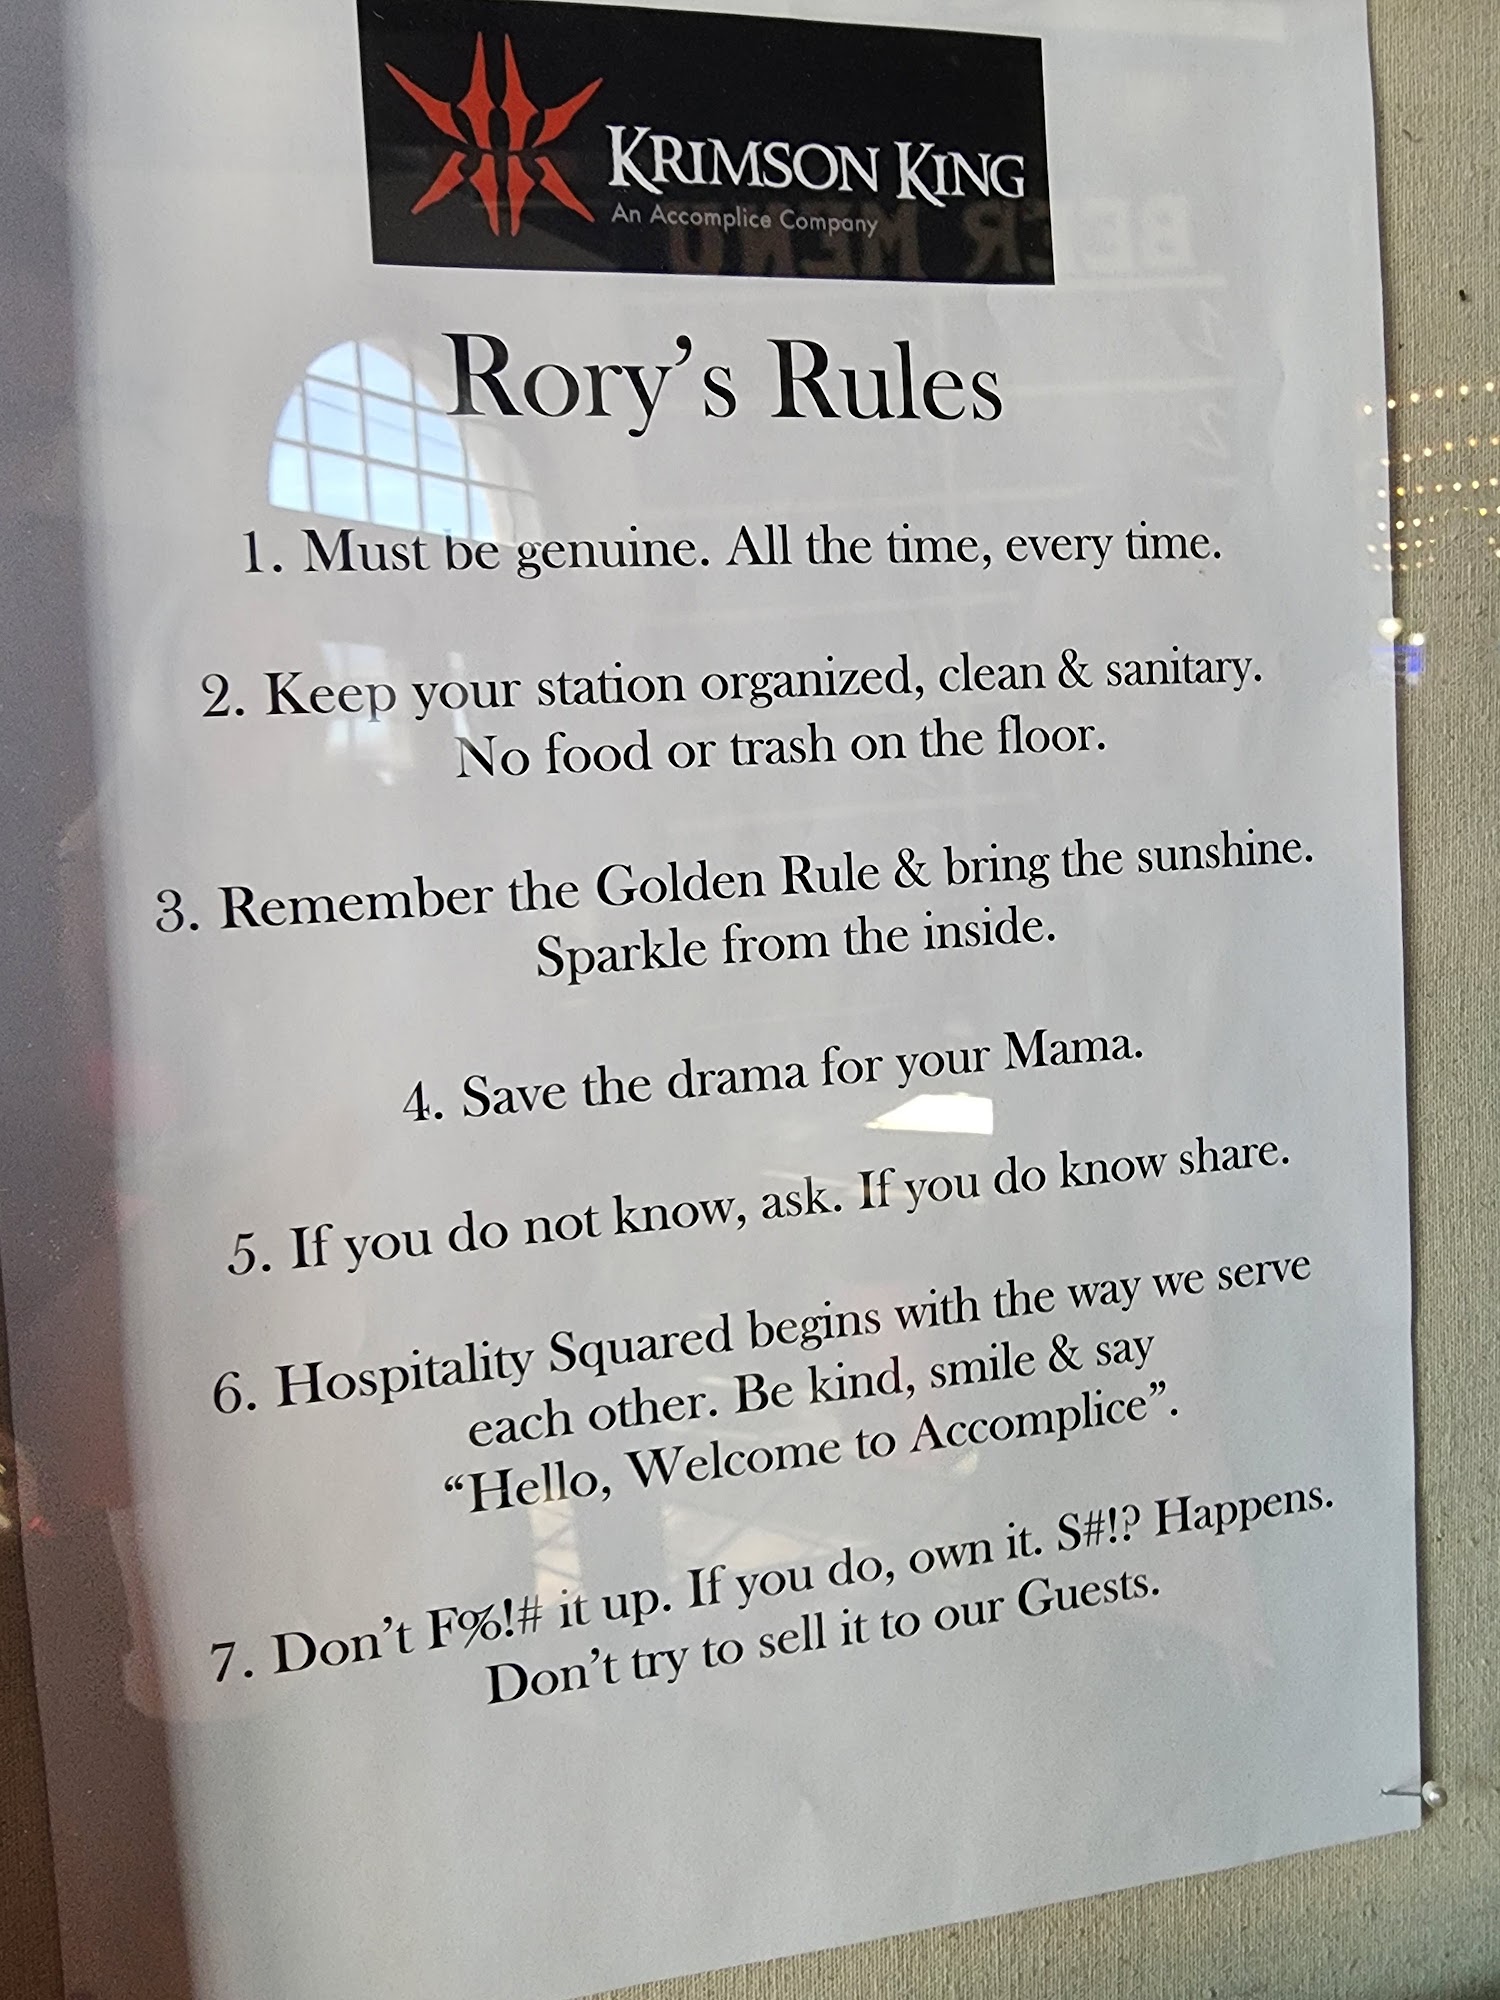 KRIMSON KING
An Accomplice Company
BEER MENU
Rory's Rules
1. Must be genuine. All the time, every time.
2. Keep your station organized, clean & sanitary.
No food or trash on the floor.
3. Remember the Golden Rule & bring the sunshine.
Sparkle from the inside.
4. Save the drama for your Mama.
5. If you do not know, ask. If you do know share.
6. Hospitality Squared begins with the way we serve
each other. Be kind, smile & say
“Hello, Welcome to Accomplice”.
7. Don't F%!# it up. If you do, own it. S#!? Happens.
Don't try to sell it to our Guests.